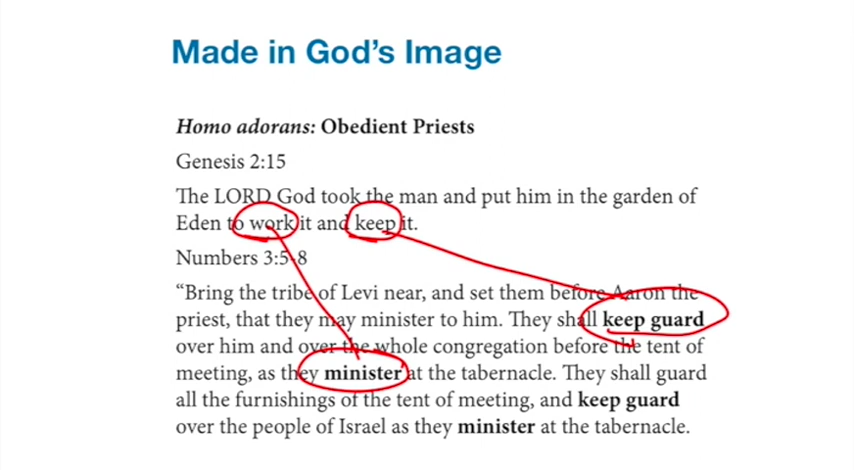 Made in God's Image
Homo adorans: Obedient Priests
Genesis 2:15
The LORD God took the man and put him in the garden of
Eden to work it and keep it.
Numbers 3:5-8
“Bring the tribe of Levi near, and set them before Aaron the
priest, that they may minister to him. They shall keep guard
over him and over the whole congregation before the tent of
meeting, as they minister at the tabernacle. They shall guard
all the furnishings of the tent of meeting, and keep guard
over the people of Israel as they minister at the tabernacle.